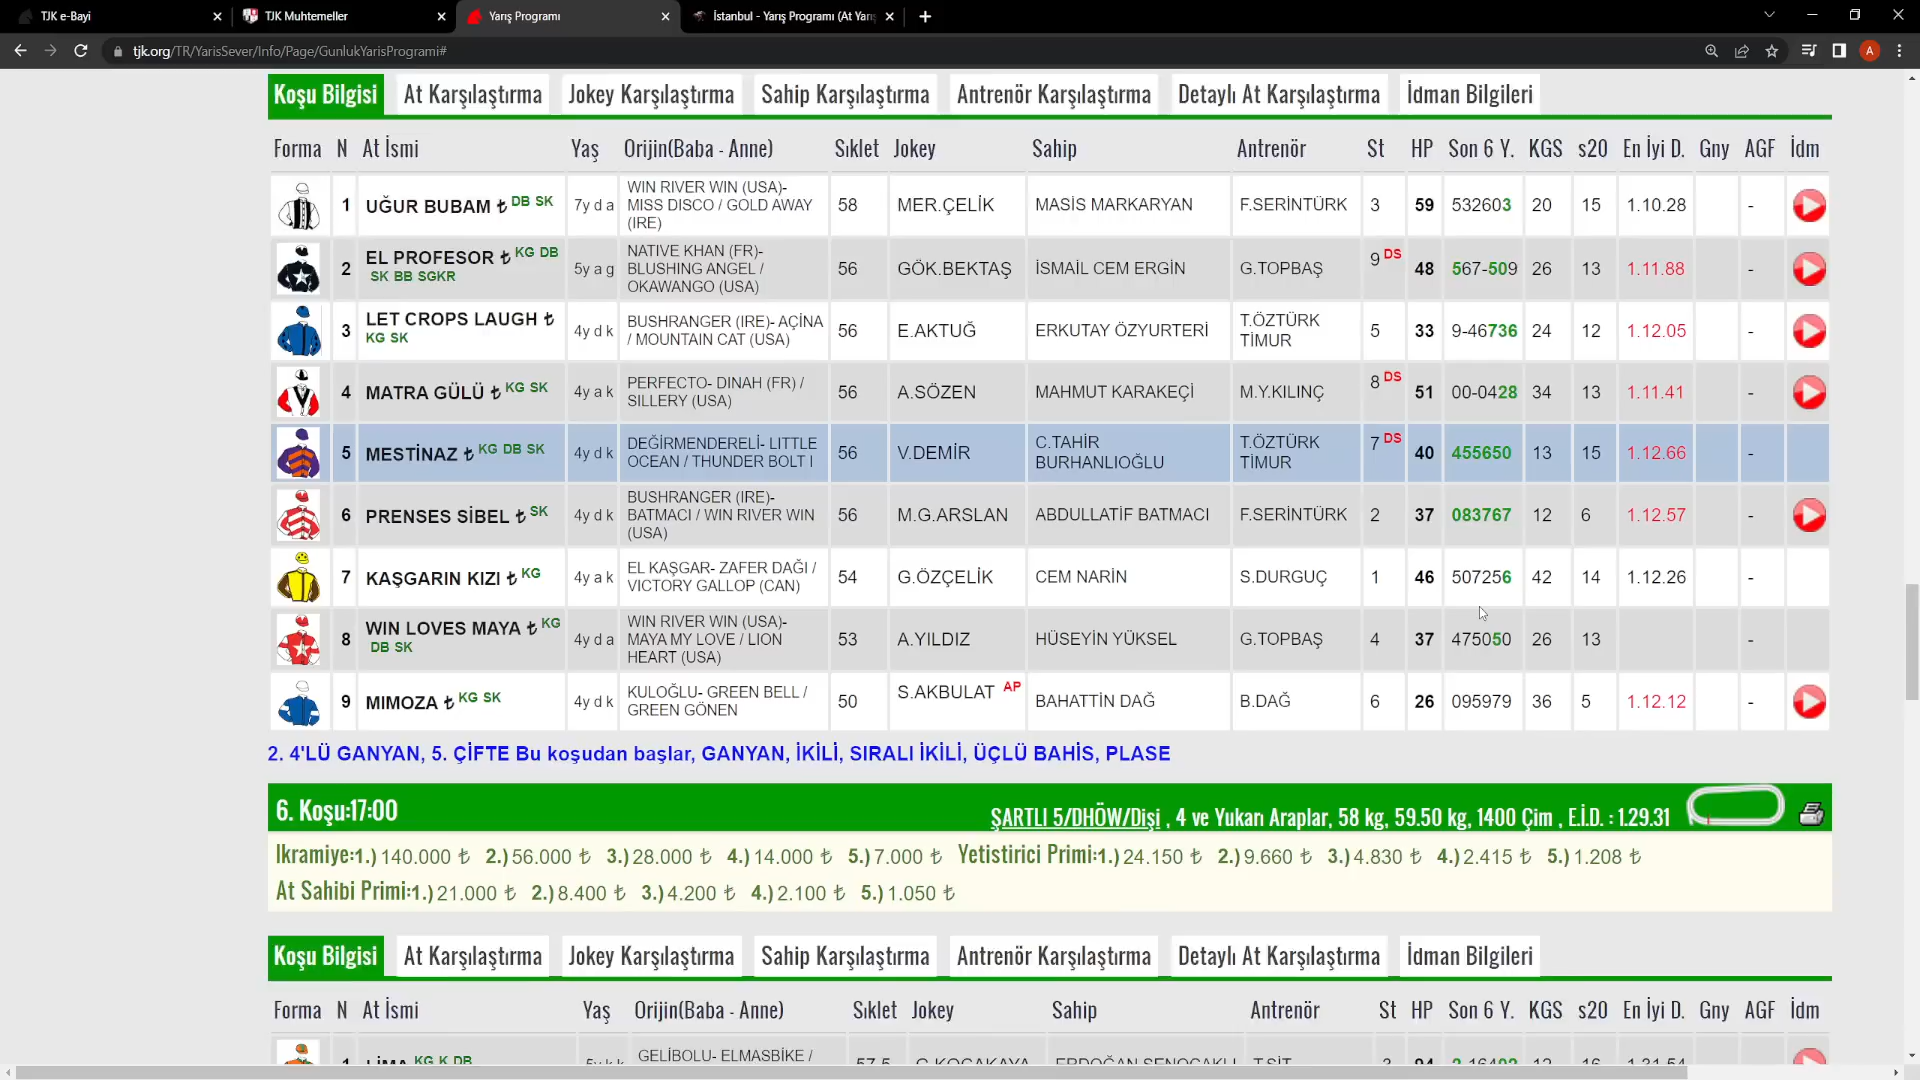 TJK e-Bayi
TJK Muhtemeller
Yarış Programı
İstanbul - Yarış Programı (At Yarış
tjk.org/TR/YarisSever/Info/Page/GunlukYarisProgrami#
A
Koşu Bilgisi At Karşılaştırma Jokey Karşılaştırma Sahip Karşılaştırma Antrenör Karşılaştırma Detaylı At Karşılaştırma İdman Bilgileri
Forma N At İsmi Yaş Orijin(Baba - Anne) Sıklet Jokey Sahip Antrenör St HP Son 6 Y. KGS s20 En İyi D. Gny AGF İdm
1 UĞUR BUBAM ₺ DB SK 7y d a WIN RIVER WIN (USA)- MISS DISCO / GOLD AWAY (IRE) 58 MER.ÇELİK MASİS MARKARYAN F.SERİNTÜRK 3 59 532603 20 15 1.10.28 -
2 EL PROFESOR ₺ KG DB SK BB SGKR 5y a g NATIVE KHAN (FR)- BLUSHING ANGEL / OKAWANGO (USA) 56 GÖK.BEKTAŞ İSMAİL CEM ERGİN G.TOPBAŞ 9 DS 48 567-509 26 13 1.11.88 -
3 LET CROPS LAUGH ₺ KG SK 4y d k BUSHRANGER (IRE)- AÇİNA / MOUNTAIN CAT (USA) 56 E.AKTUĞ ERKUTAY ÖZYURTERİ T.ÖZTÜRK TİMUR 5 33 9-46736 24 12 1.12.05 -
4 MATRA GÜLÜ ₺ KG SK 4y a k PERFECTO- DINAH (FR) / SILLERY (USA) 56 A.SÖZEN MAHMUT KARAKEÇİ M.Y.KILINÇ 8 DS 51 00-0428 34 13 1.11.41 -
5 MESTİNAZ ₺ KG DB SK 4y d k DEĞİRMENDERELİ- LITTLE OCEAN / THUNDER BOLT I 56 V.DEMİR C.TAHİR BURHANLIOĞLU T.ÖZTÜRK TİMUR 7 DS 40 455650 13 15 1.12.66 -
6 PRENSES SİBEL ₺ SK 4y d k BUSHRANGER (IRE)- BATMACI / WIN RIVER WIN (USA) 56 M.G.ARSLAN ABDULLATİF BATMACI F.SERİNTÜRK 2 37 083767 12 6 1.12.57 -
7 KAŞGARIN KIZI ₺ KG 4y a k EL KAŞGAR- ZAFER DAĞI / VICTORY GALLOP (CAN) 54 G.ÖZÇELİK CEM NARİN S.DURGUÇ 1 46 507256 42 14 1.12.26 -
8 WIN LOVES MAYA ₺ KG DB SK 4y d a WIN RIVER WIN (USA)- MAYA MY LOVE / LION HEART (USA) 53 A.YILDIZ HÜSEYİN YÜKSEL G.TOPBAŞ 4 37 475050 26 13 -
9 MIMOZA ₺ KG SK 4y d k KULOĞLU- GREEN BELL / GREEN GÖNEN 50 S.AKBULAT AP BAHATTİN DAĞ B.DAĞ 6 26 095979 36 5 1.12.12 -
2. 4'LÜ GANYAN, 5. ÇİFTE Bu koşudan başlar, GANYAN, İKİLİ, SIRALI İKİLİ, ÜÇLÜ BAHİS, PLASE
6. Koşu:17:00
ŞARTLI 5/DHÖW/Dişi , 4 ve Yukarı Araplar, 58 kg, 59.50 kg, 1400 Çim , E.İ.D. : 1.29.31
Ikramiye:1.) 140.000 ₺ 2.) 56.000 ₺ 3.) 28.000 ₺ 4.) 14.000 ₺ 5.) 7.000 ₺ Yetistirici Primi:1.) 24.150 ₺ 2.) 9.660 ₺ 3.) 4.830 ₺ 4.) 2.415 ₺ 5.) 1.208 ₺
At Sahibi Primi:1.) 21.000 ₺ 2.) 8.400 ₺ 3.) 4.200 ₺ 4.) 2.100 ₺ 5.) 1.050 ₺
Koşu Bilgisi At Karşılaştırma Jokey Karşılaştırma Sahip Karşılaştırma Antrenör Karşılaştırma Detaylı At Karşılaştırma İdman Bilgileri
Forma N At İsmi Yaş Orijin(Baba - Anne) Sıklet Jokey Sahip Antrenör St HP Son 6 Y. KGS s20 En İyi D. Gny AGF İdm
GELİBOLU- ELMASBİKE /